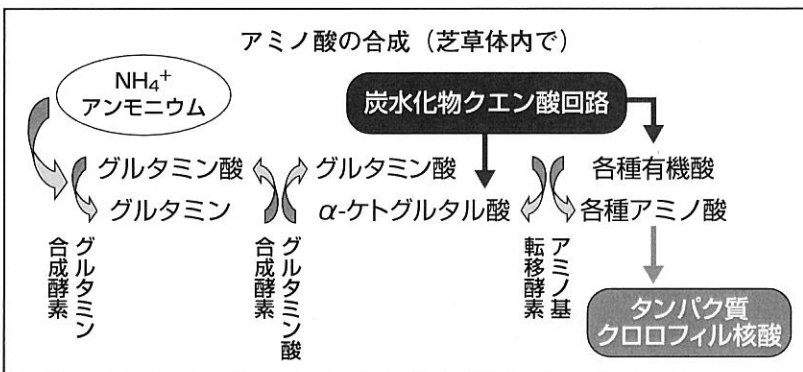 アミノ酸の合成（芝草体内で）
NH₄⁺
アンモニウム
炭水化物クエン酸回路
グルタミン酸
グルタミン
グルタミン酸
α-ケトグルタル酸
各種有機酸
各種アミノ酸
グルタミン
合成酵素
グルタミン酸
合成酵素
アミノ基
転移酵素
タンパク質
クロロフィル核酸